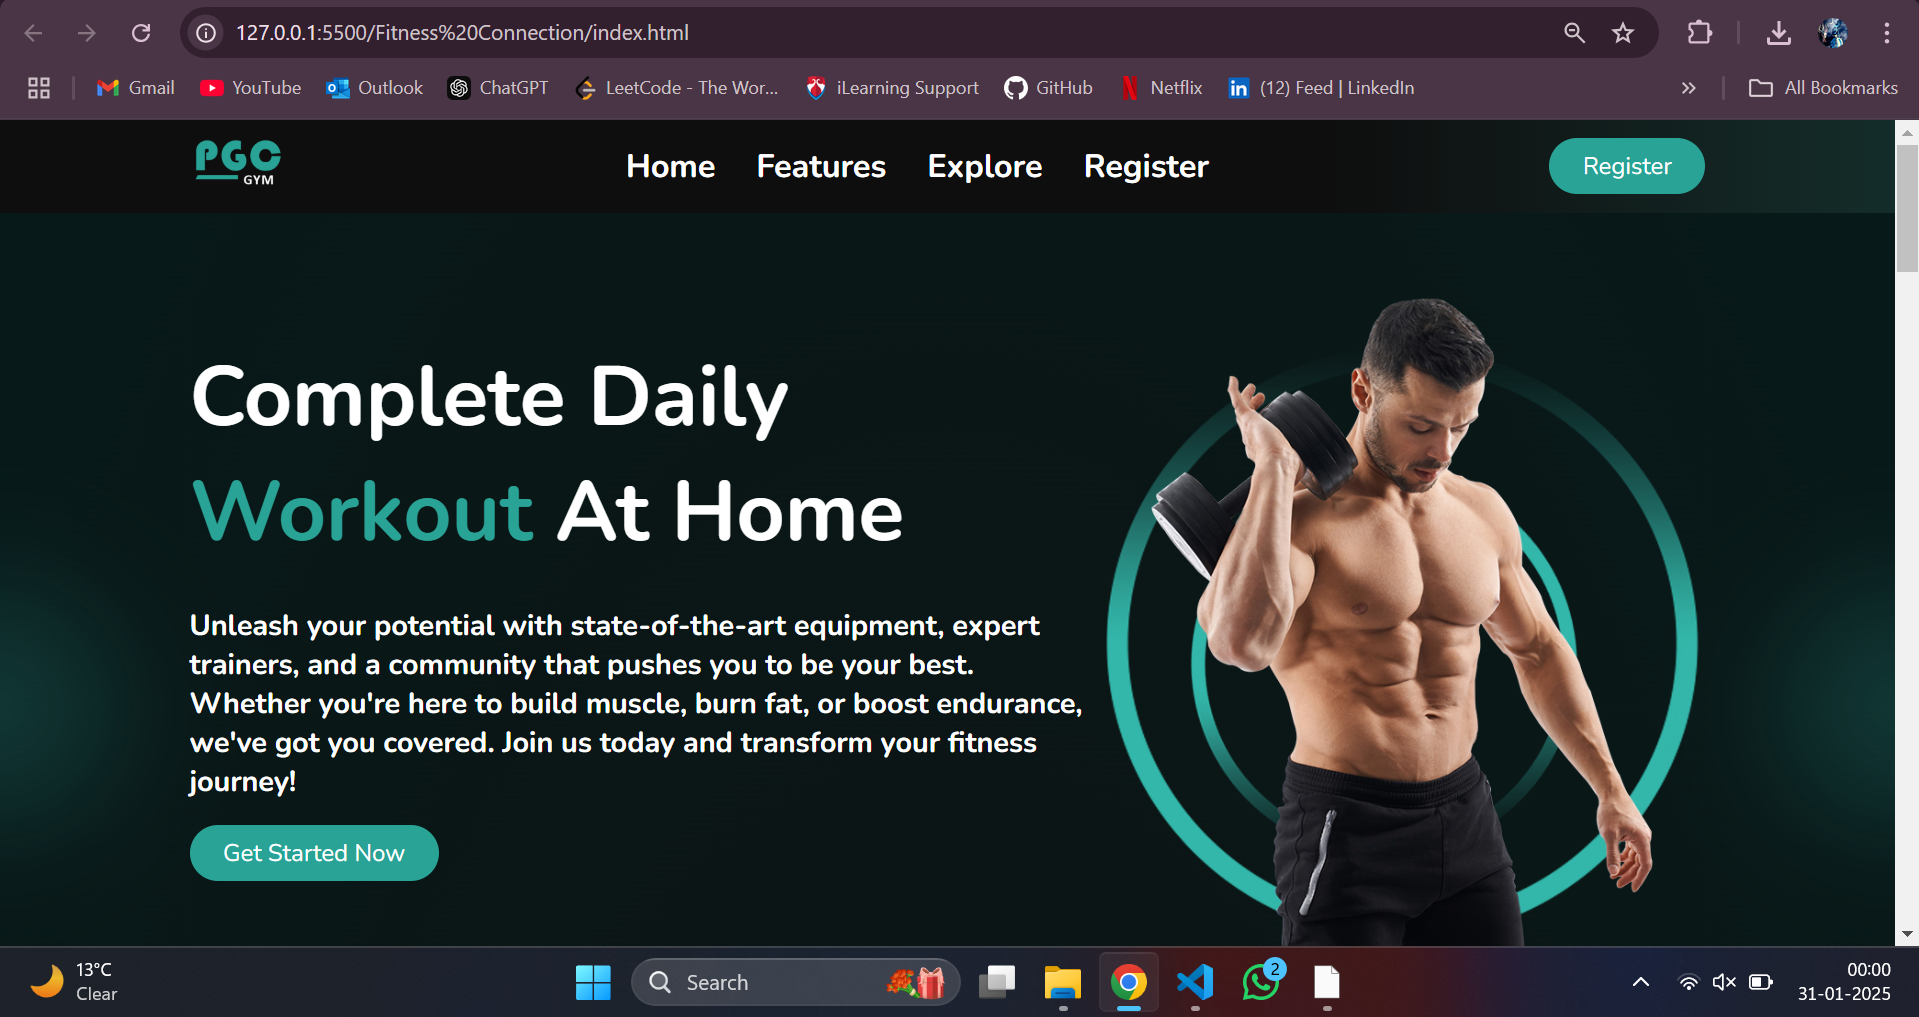 127.0.0.1:5500/Fitness%20Connection/index.html
Gmail YouTube Outlook ChatGPT LeetCode - The Wor... iLearning Support GitHub Netflix (12) Feed | LinkedIn » All Bookmarks
PGC
GYM
Home Features Explore Register Register
Complete Daily
Workout At Home
Unleash your potential with state-of-the-art equipment, expert
trainers, and a community that pushes you to be your best.
Whether you're here to build muscle, burn fat, or boost endurance,
we've got you covered. Join us today and transform your fitness
journey!
Get Started Now
13°C
Clear
Search
2
00:00
31-01-2025